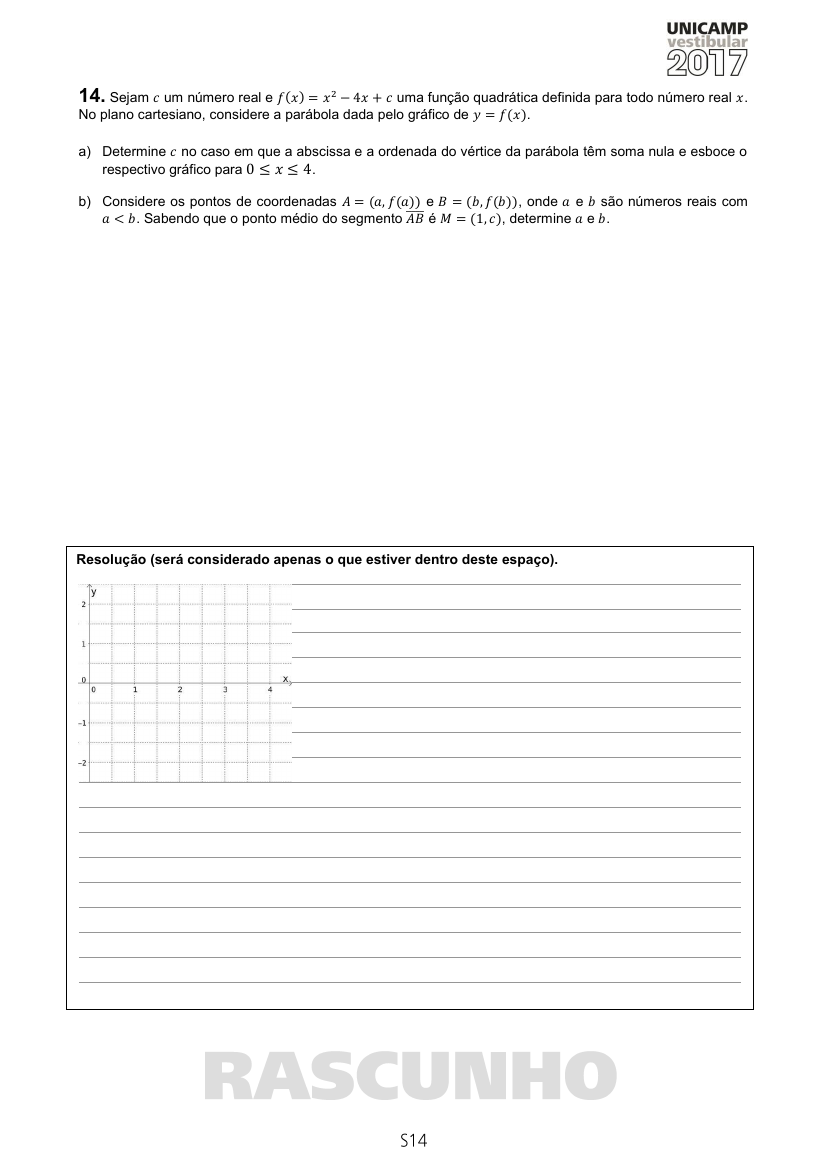 UNICAMP
vestibular
2017
14. Sejam c um número real e f(x) = x² − 4x + c uma função quadrática definida para todo número real x.
No plano cartesiano, considere a parábola dada pelo gráfico de y = f(x).
a) Determine c no caso em que a abscissa e a ordenada do vértice da parábola têm soma nula e esboce o
respectivo gráfico para 0 ≤ x ≤ 4.
b) Considere os pontos de coordenadas A = (a, f(a)) e B = (b, f(b)), onde a e b são números reais com
a < b. Sabendo que o ponto médio do segmento A̅B̅ é M = (1, c), determine a e b.
Resolução (será considerado apenas o que estiver dentro deste espaço).
y
2
1
0
x
0 1 2 3 4
−1
−2
RASCUNHO
S14